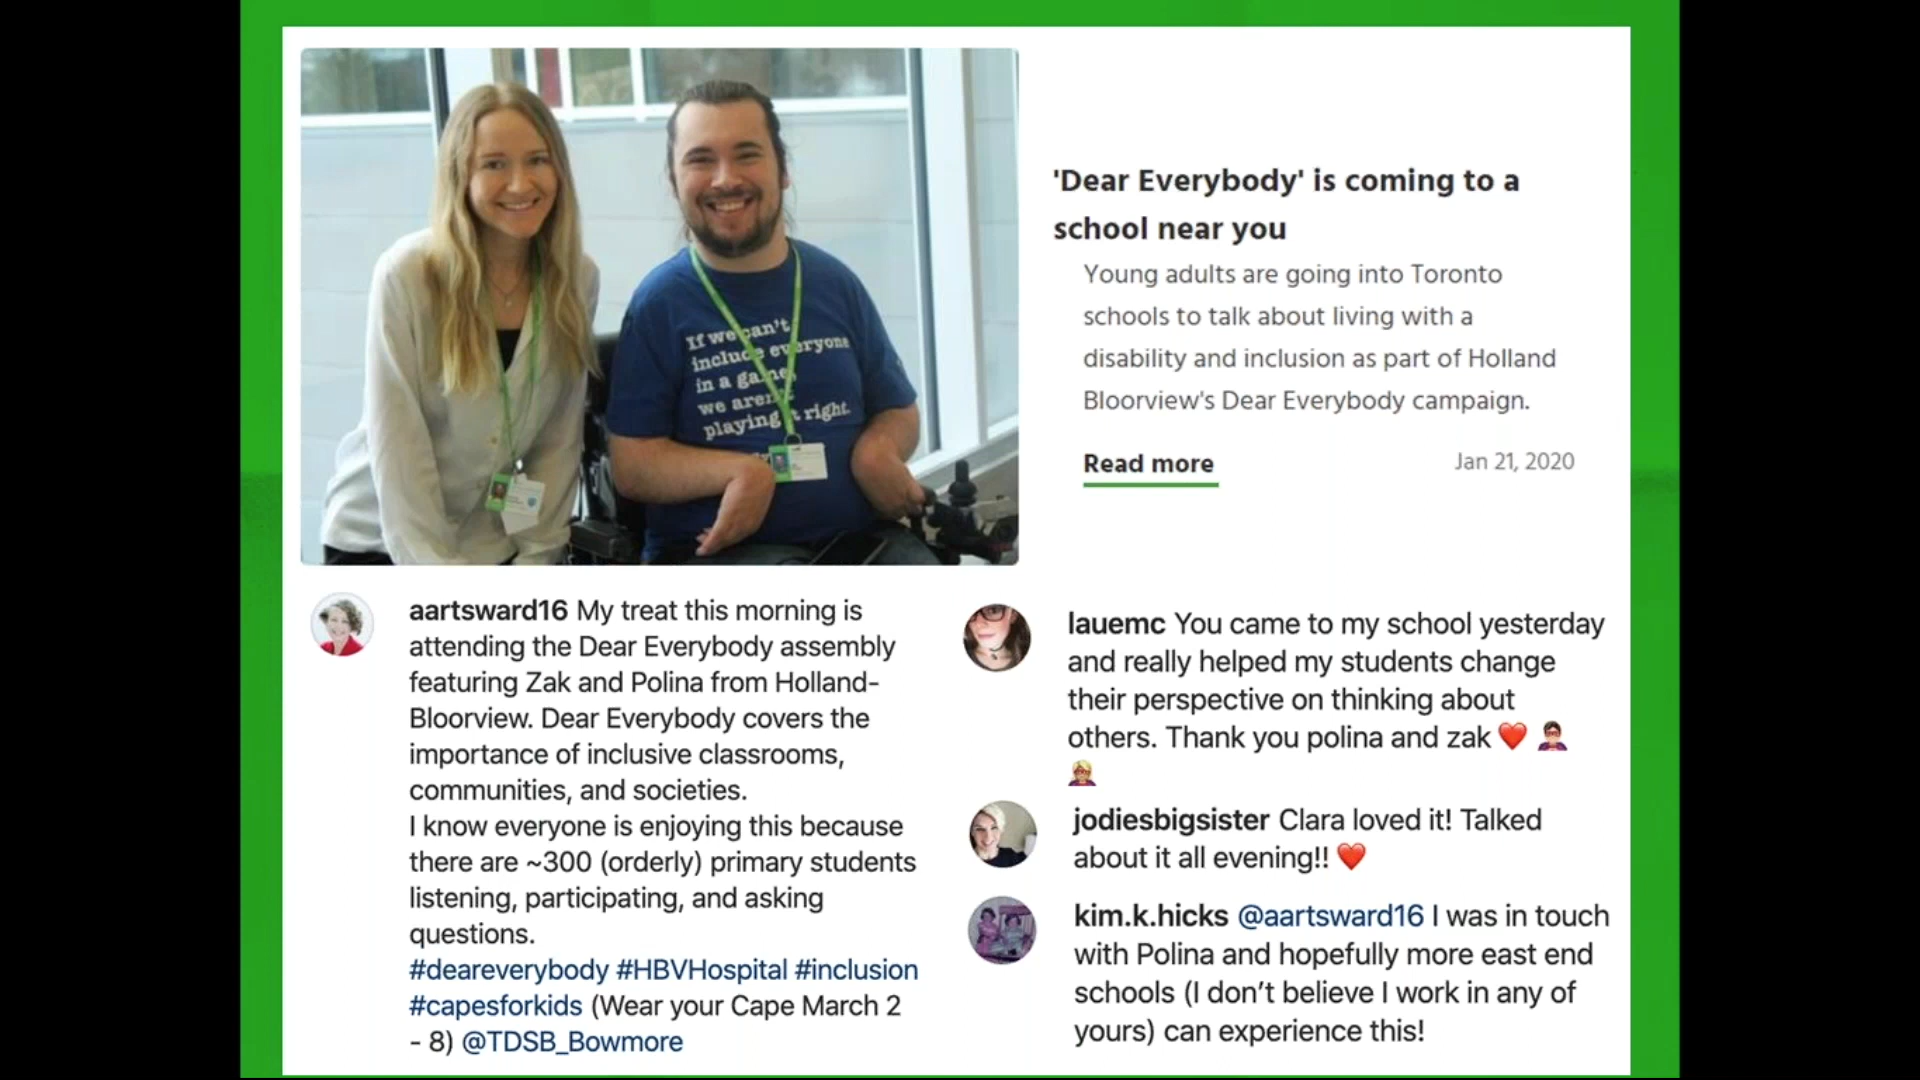 If we can't
include everyone
in a game,
we aren't
playing it right.
'Dear Everybody' is coming to a
school near you
Young adults are going into Toronto
schools to talk about living with a
disability and inclusion as part of Holland
Bloorview's Dear Everybody campaign.
Read more
Jan 21, 2020
aartsward16 My treat this morning is
attending the Dear Everybody assembly
featuring Zak and Polina from Holland-
Bloorview. Dear Everybody covers the
importance of inclusive classrooms,
communities, and societies.
I know everyone is enjoying this because
there are ~300 (orderly) primary students
listening, participating, and asking
questions.
#deareverybody #HBVHospital #inclusion
#capesforkids (Wear your Cape March 2
- 8) @TDSB_Bowmore
lauemc You came to my school yesterday
and really helped my students change
their perspective on thinking about
others. Thank you polina and zak ❤️ 🦸🏻‍♂️
🦸🏼‍♀️
jodiesbigsister Clara loved it! Talked
about it all evening!! ❤️
kim.k.hicks @aartsward16 I was in touch
with Polina and hopefully more east end
schools (I don’t believe I work in any of
yours) can experience this!